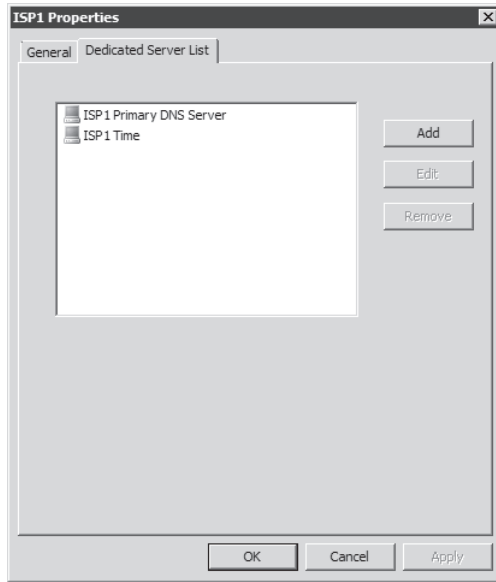 ISP1 Properties
General
Dedicated Server List
ISP1 Primary DNS Server
ISP1 Time
Add
Edit
Remove
OK
Cancel
Apply